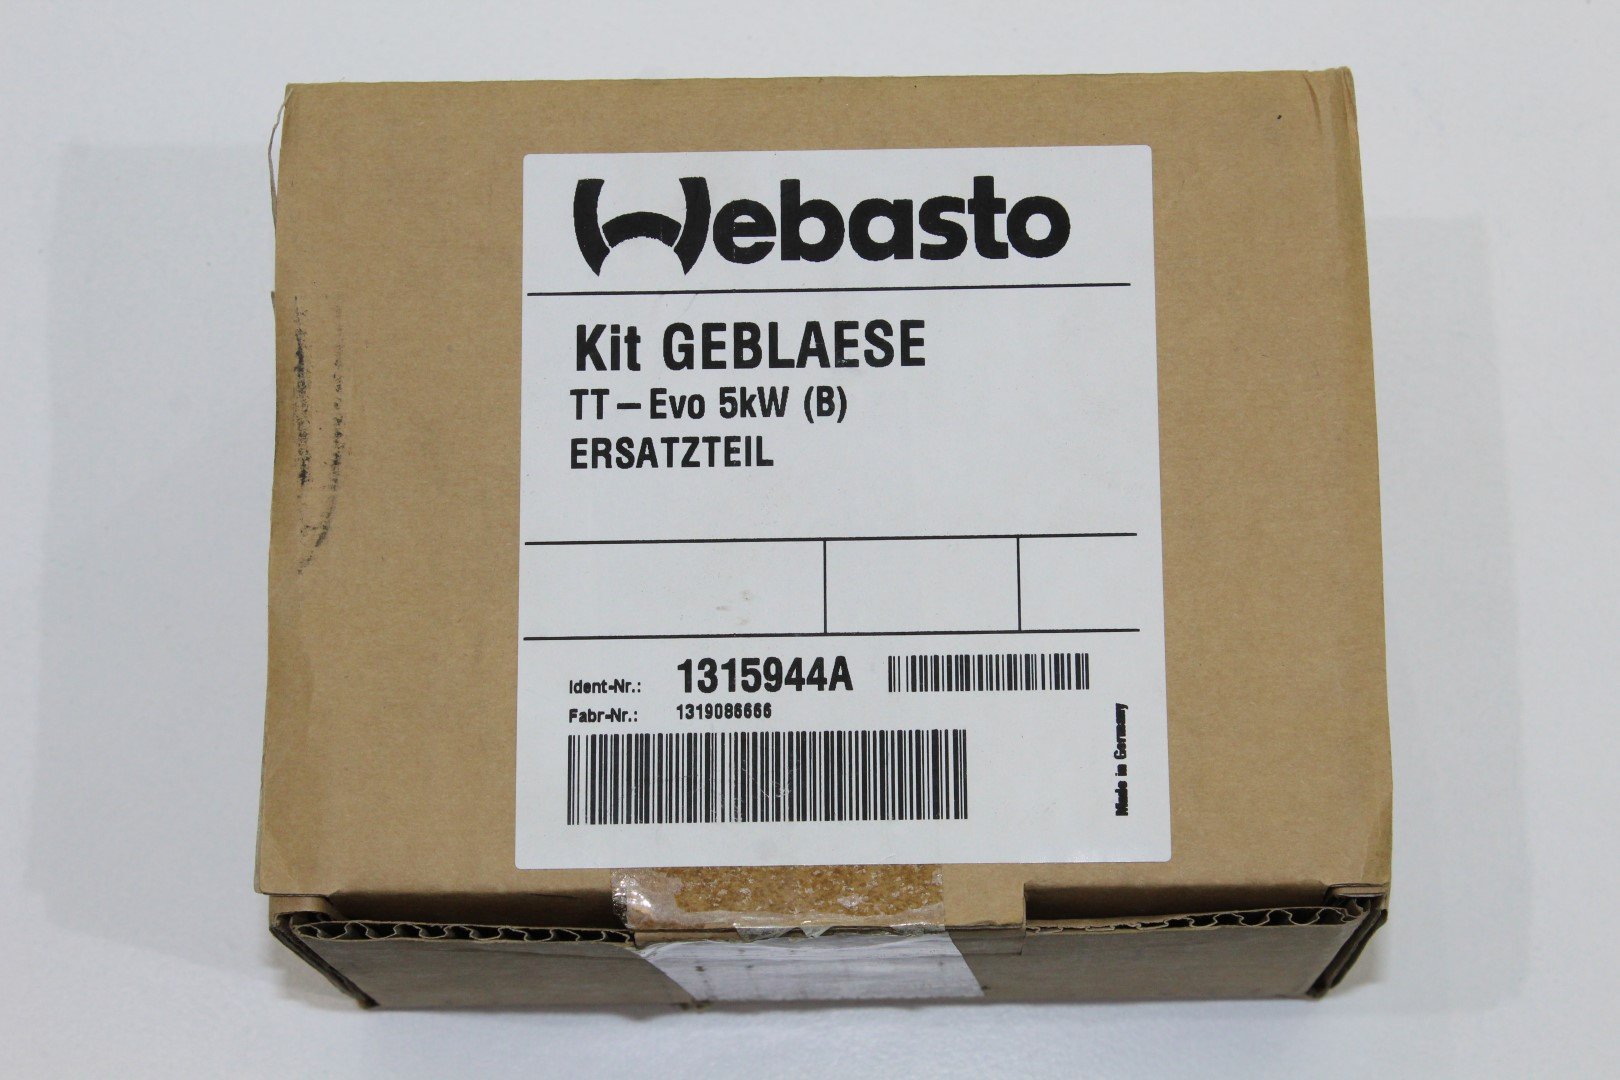 Webasto
Kit GEBLAESE
TT-Evo 5kW (B)
ERSATZTEIL
Ident-Nr.: 1315944A
Fabr-Nr.: 1319086666
Made in Germany